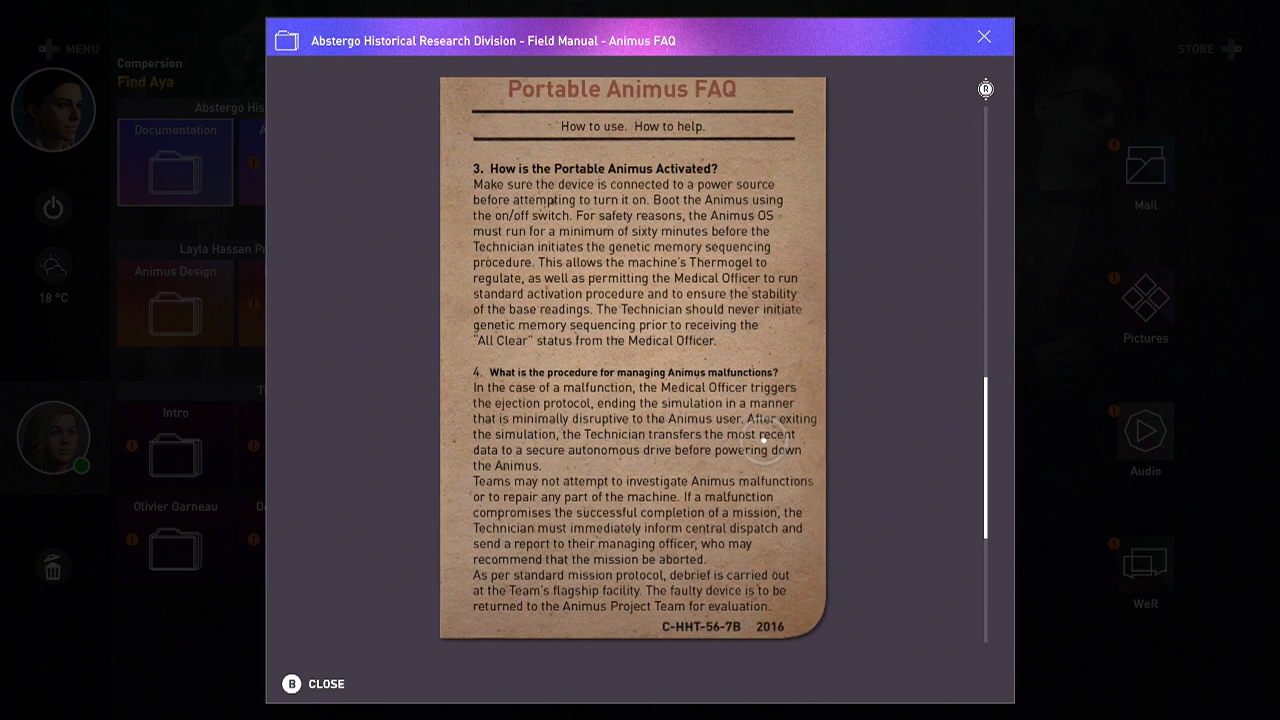 Abstergo Historical Research Division - Field Manual - Animus FAQ
MENU
STORE
Compersion
Find Aya
Abstergo His
Documentation
A
Layla Hassan Pr
Animus Design
18 °C
T
Intro
Olivier Garneau
De
Mail
Pictures
Audio
WeR
R
Portable Animus FAQ
How to use. How to help.
3. How is the Portable Animus Activated?
Make sure the device is connected to a power source
before attempting to turn it on. Boot the Animus using
the on/off switch. For safety reasons, the Animus OS
must run for a minimum of sixty minutes before the
Technician initiates the genetic memory sequencing
procedure. This allows the machine's Thermogel to
regulate, as well as permitting the Medical Officer to run
standard activation procedure and to ensure the stability
of the base readings. The Technician should never initiate
genetic memory sequencing prior to receiving the
"All Clear" status from the Medical Officer.
4. What is the procedure for managing Animus malfunctions?
In the case of a malfunction, the Medical Officer triggers
the ejection protocol, ending the simulation in a manner
that is minimally disruptive to the Animus user. After exiting
the simulation, the Technician transfers the most recent
data to a secure autonomous drive before powering down
the Animus.
Teams may not attempt to investigate Animus malfunctions
or to repair any part of the machine. If a malfunction
compromises the successful completion of a mission, the
Technician must immediately inform central dispatch and
send a report to their managing officer, who may
recommend that the mission be aborted.
As per standard mission protocol, debrief is carried out
at the Team's flagship facility. The faulty device is to be
returned to the Animus Project Team for evaluation.
C-HHT-56-7B 2016
B CLOSE